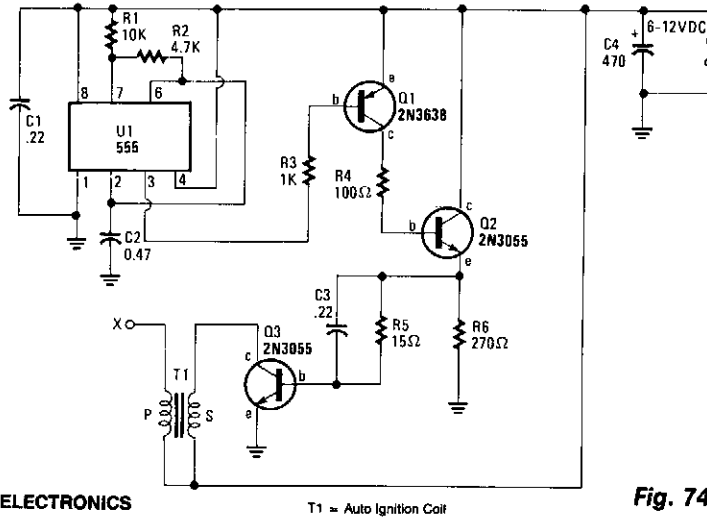 R1
10K
R2
4.7K
8
7
6
C1
.22
U1
555
1
2
3
4
C2
0.47
R3
1K
b
e
Q1
2N3638
c
R4
100Ω
b
c
Q2
2N3055
e
+
6-12VDC
C4
470
C3
.22
R5
15Ω
R6
270Ω
X
Q3
2N3055
c
b
e
T1
P
S
ELECTRONICS
T1 = Auto Ignition Coil
Fig. 74